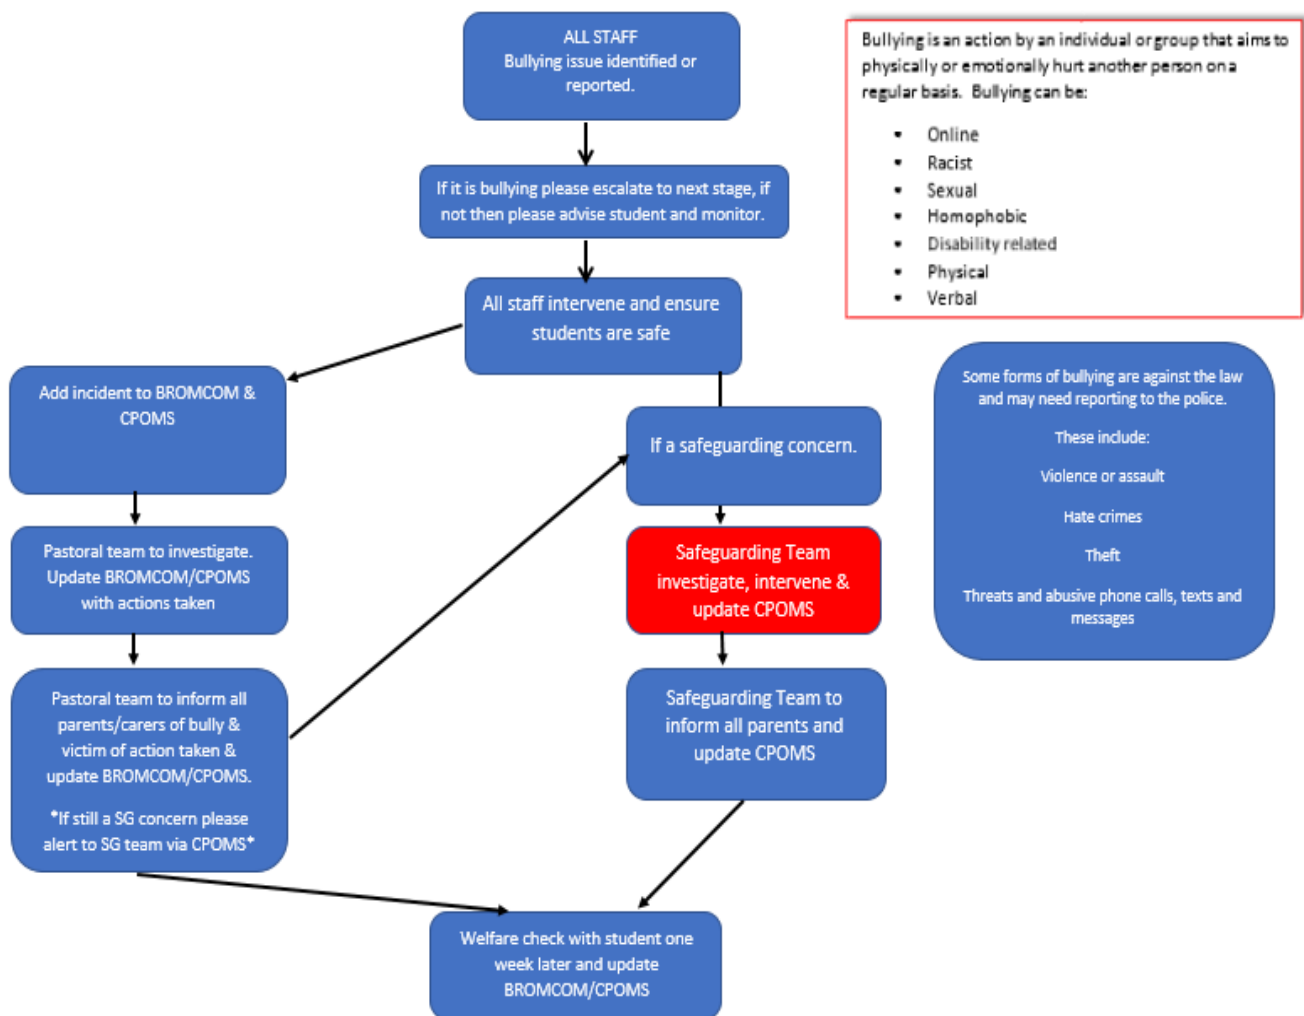 ALL STAFF
Bullying issue identified or
reported.
Bullying is an action by an individual or group that aims to
physically or emotionally hurt another person on a
regular basis.  Bullying can be:
• Online
• Racist
• Sexual
• Homophobic
• Disability related
• Physical
• Verbal
If it is bullying please escalate to next stage, if
not then please advise student and monitor.
All staff intervene and ensure
students are safe
Add incident to BROMCOM &
CPOMS
If a safeguarding concern.
Some forms of bullying are against the law
and may need reporting to the police.
These include:
Violence or assault
Hate crimes
Theft
Threats and abusive phone calls, texts and
messages
Pastoral team to investigate.
Update BROMCOM/CPOMS
with actions taken
Safeguarding Team
investigate, intervene &
update CPOMS
Pastoral team to inform all
parents/carers of bully &
victim of action taken &
update BROMCOM/CPOMS.
*If still a SG concern please
alert to SG team via CPOMS*
Safeguarding Team to
inform all parents and
update CPOMS
Welfare check with student one
week later and update
BROMCOM/CPOMS